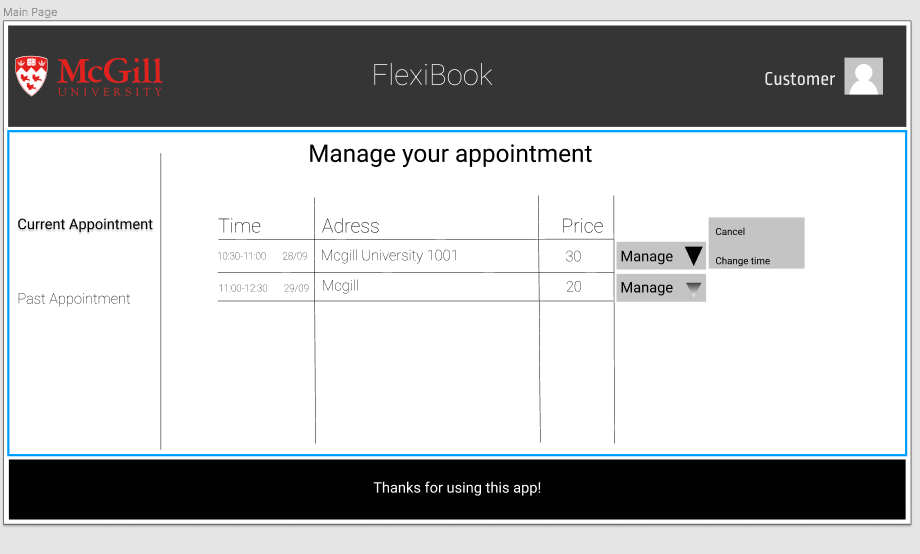 Main Page
McGill
UNIVERSITY
FlexiBook
Customer
Manage your appointment
Current Appointment
Past Appointment
Time Adress Price
10:30-11:00 28/09 Mcgill University 1001 30 Manage
Cancel
Change time
11:00-12:30 29/09 Mcgill 20 Manage
Thanks for using this app!